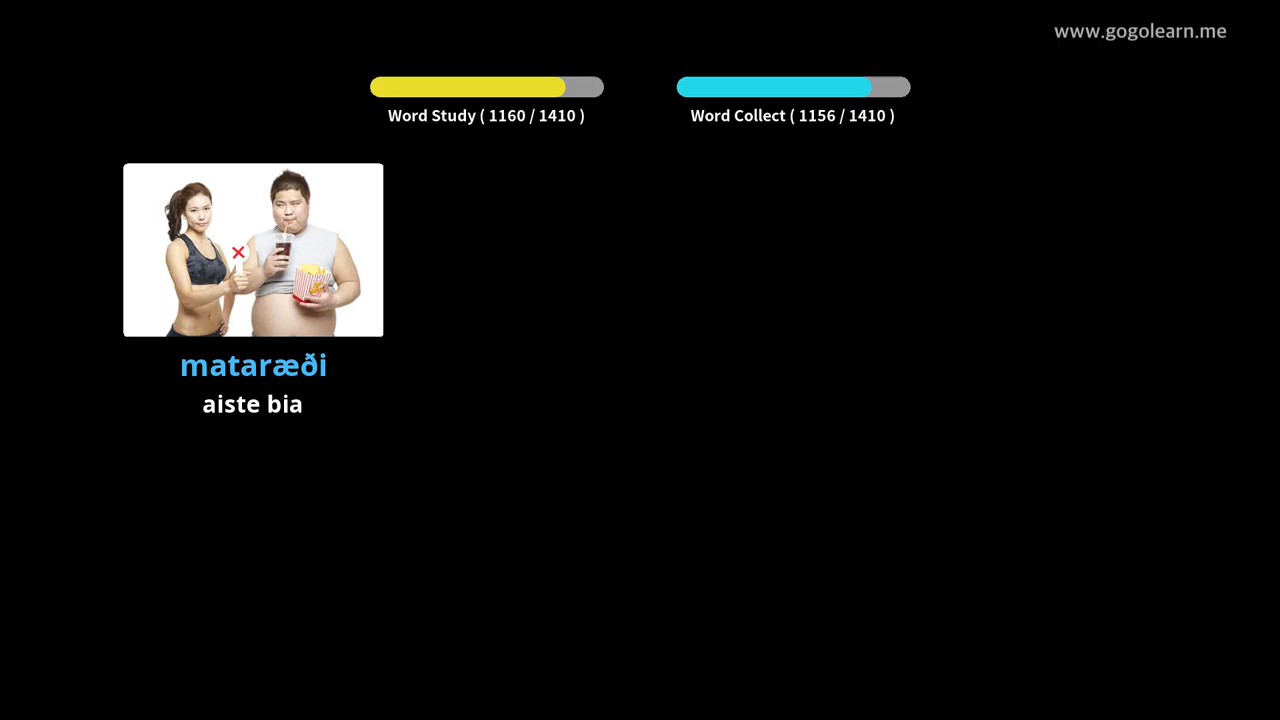 www.gogolearn.me
Word Study ( 1160 / 1410 )
Word Collect ( 1156 / 1410 )
mataræði
aiste bia